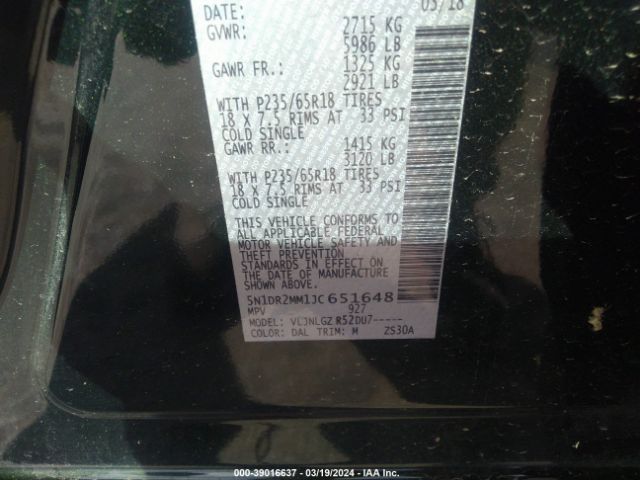 DATE: 03/18
GVWR: 2715 KG
5986 LB
GAWR FR.: 1325 KG
2921 LB
WITH P235/65R18 TIRES
18 X 7.5 RIMS AT 33 PSI
COLD SINGLE
GAWR RR.: 1415 KG
3120 LB
WITH P235/65R18 TIRES
18 X 7.5 RIMS AT 33 PSI
COLD SINGLE
THIS VEHICLE CONFORMS TO
ALL APPLICABLE FEDERAL
MOTOR VEHICLE SAFETY AND
THEFT PREVENTION
STANDARDS IN EFFECT ON
THE DATE OF MANUFACTURE
SHOWN ABOVE.
5N1DR2MM1JC651648
MPV 927
MODEL: VLJNLGZ R52DU7-----
COLOR: DAL TRIM: M ZS30A
000-39016637 - 03/19/2024 - IAA Inc.